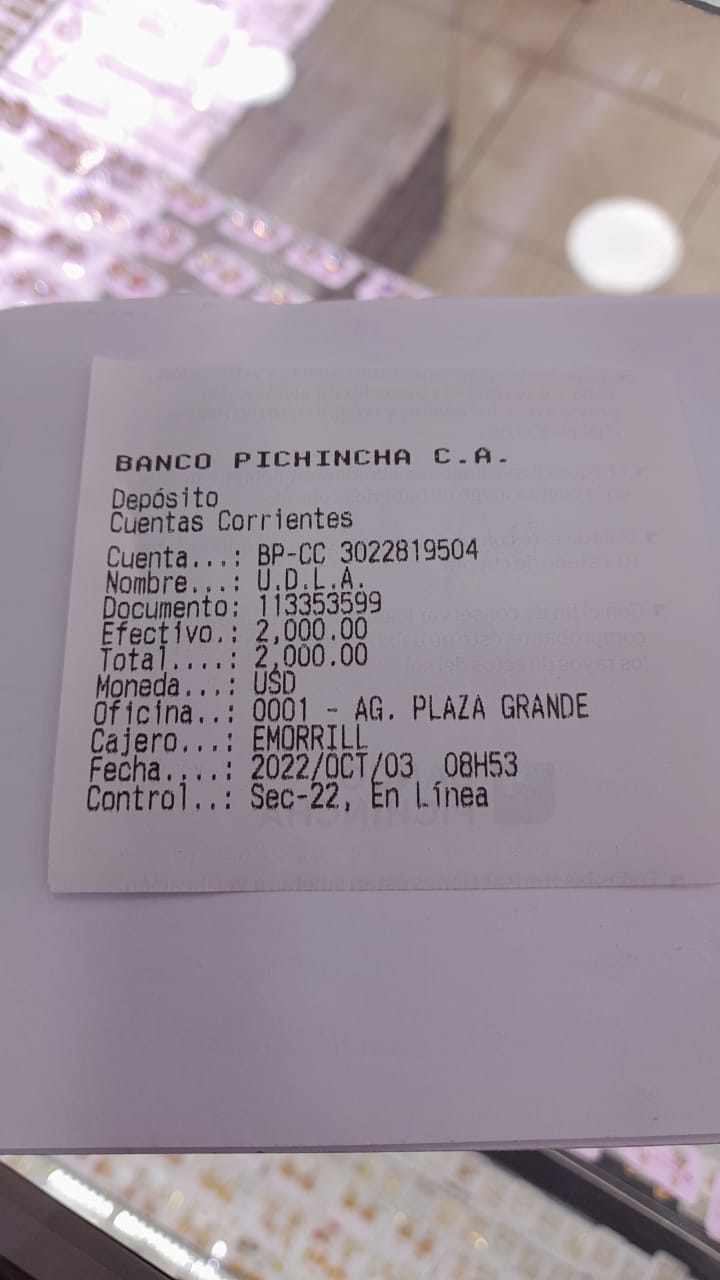 BANCO PICHINCHA C.A.
Depósito
Cuentas Corrientes
Cuenta...: BP-CC 3022819504
Nombre...: U.D.L.A.
Documento: 113353599
Efectivo.: 2,000.00
Total....: 2,000.00
Moneda...: USD
Oficina..: 0001 - AG. PLAZA GRANDE
Cajero...: EMORRILL
Fecha....: 2022/OCT/03  08H53
Control..: Sec-22, En Línea